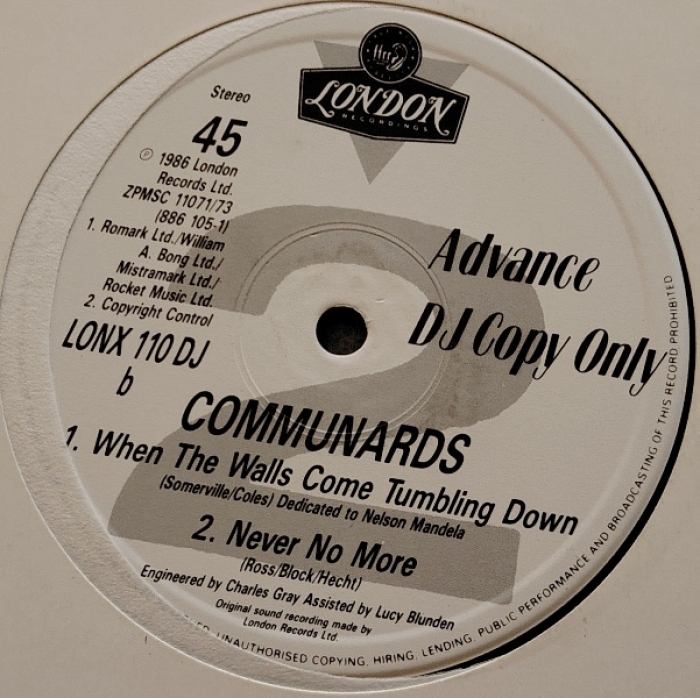 LONDON
RECORDINGS
Stereo
45
℗ 1986 London
Records Ltd.
ZPMSC 11071/73
(886 105-1)
1. Romark Ltd./William
A. Bong Ltd./
Mistramark Ltd./
Rocket Music Ltd.
2. Copyright Control
LONX 110 DJ
b
Advance
DJ Copy Only
2
COMMUNARDS
1. When The Walls Come Tumbling Down
(Somerville/Coles) Dedicated to Nelson Mandela
2. Never No More
(Ross/Block/Hecht)
Engineered by Charles Gray Assisted by Lucy Blunden
Original sound recording made by
London Records Ltd.
UNAUTHORISED COPYING, HIRING, LENDING, PUBLIC PERFORMANCE AND BROADCASTING OF THIS RECORD PROHIBITED